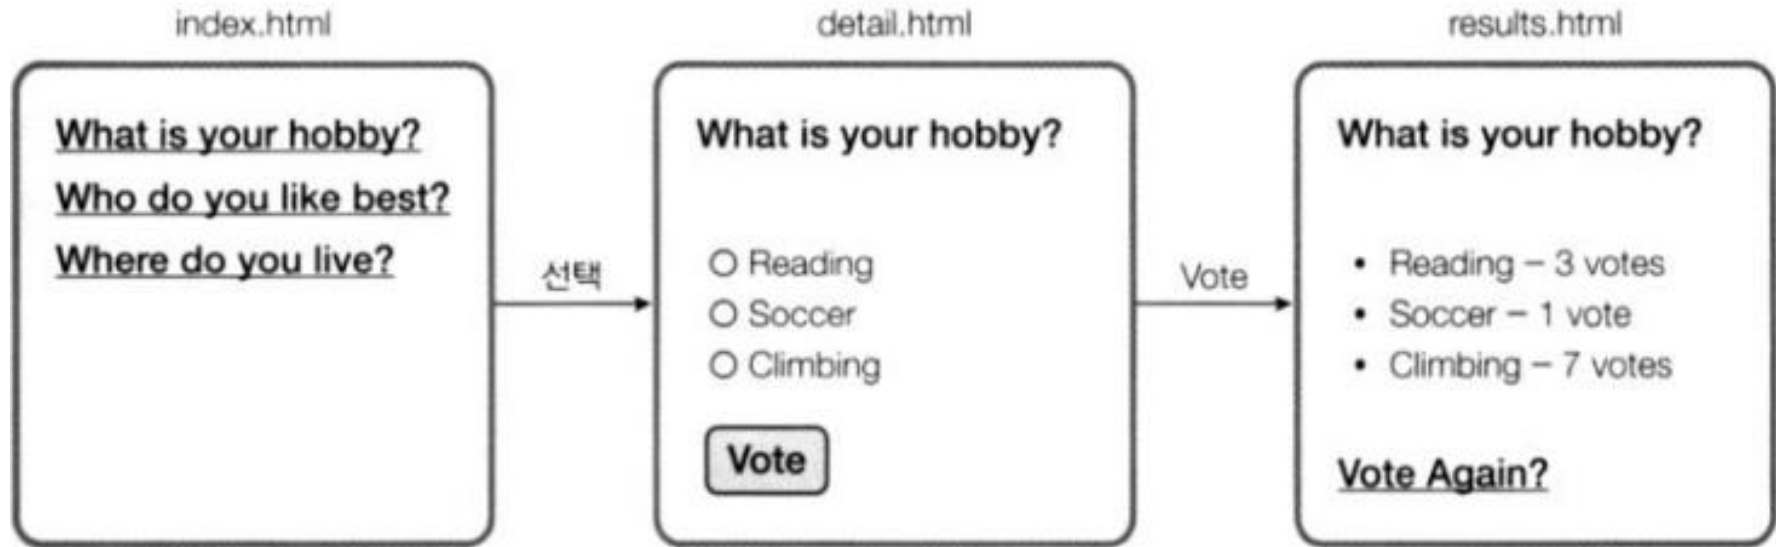 index.html
What is your hobby?
Who do you like best?
Where do you live?
선택
detail.html
What is your hobby?
Reading
Soccer
Climbing
Vote
Vote
results.html
What is your hobby?
• Reading – 3 votes
• Soccer – 1 vote
• Climbing – 7 votes
Vote Again?